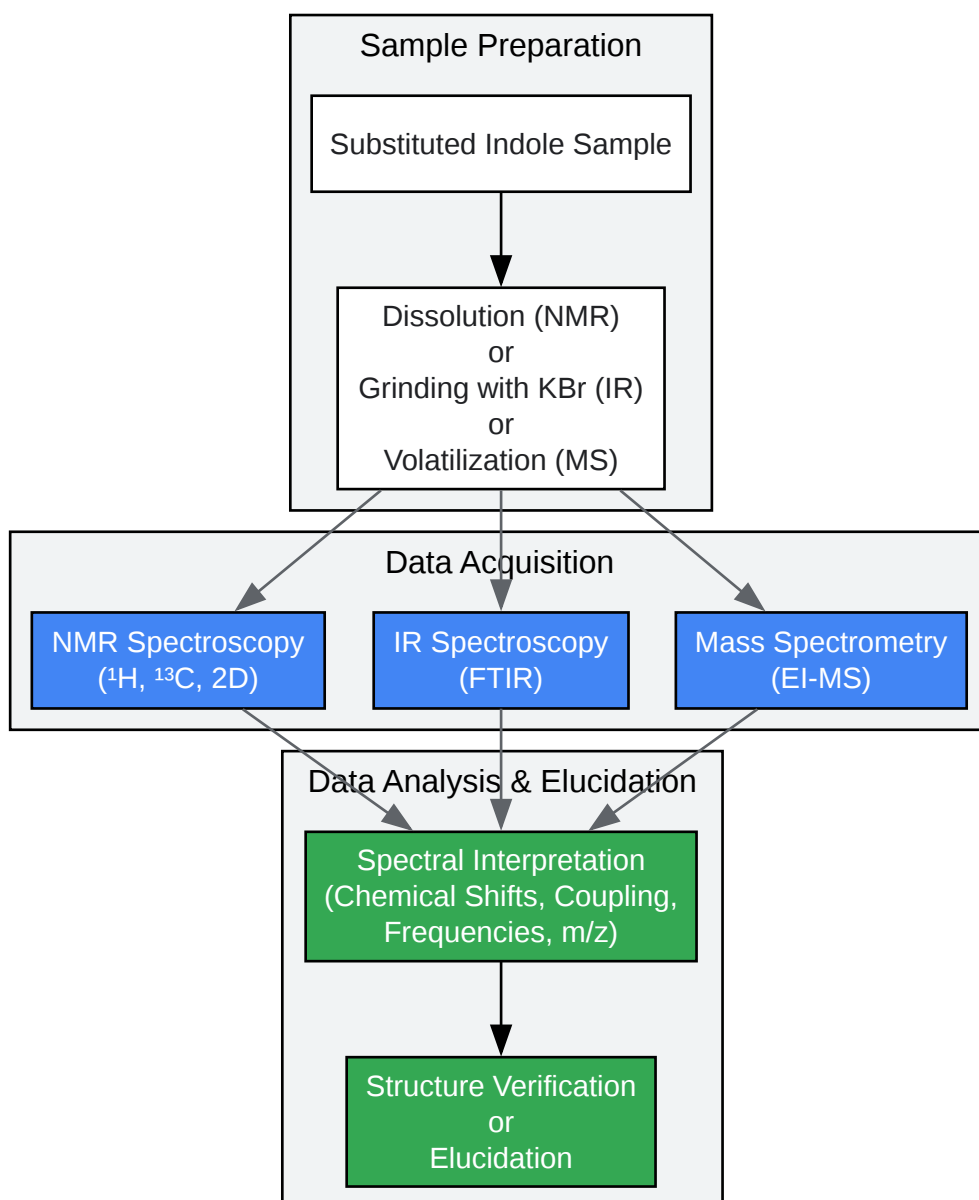 Sample Preparation
Substituted Indole Sample
Dissolution (NMR)
or
Grinding with KBr (IR)
or
Volatilization (MS)
Data Acquisition
NMR Spectroscopy
(¹H, ¹³C, 2D)
IR Spectroscopy
(FTIR)
Mass Spectrometry
(EI-MS)
Data Analysis & Elucidation
Spectral Interpretation
(Chemical Shifts, Coupling,
Frequencies, m/z)
Structure Verification
or
Elucidation